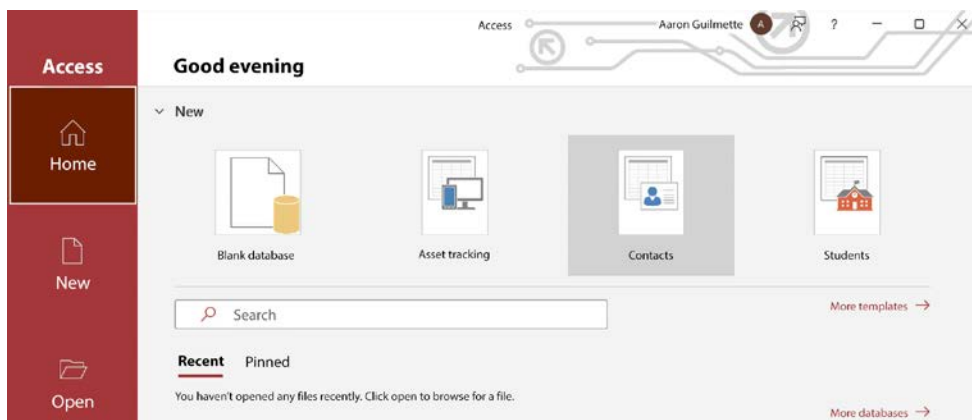 Access
Aaron Guilmette
A
?
Access
Good evening
Home
New
Blank database
Asset tracking
Contacts
Students
New
More templates
Search
Recent
Pinned
You haven't opened any files recently. Click open to browse for a file.
Open
More databases